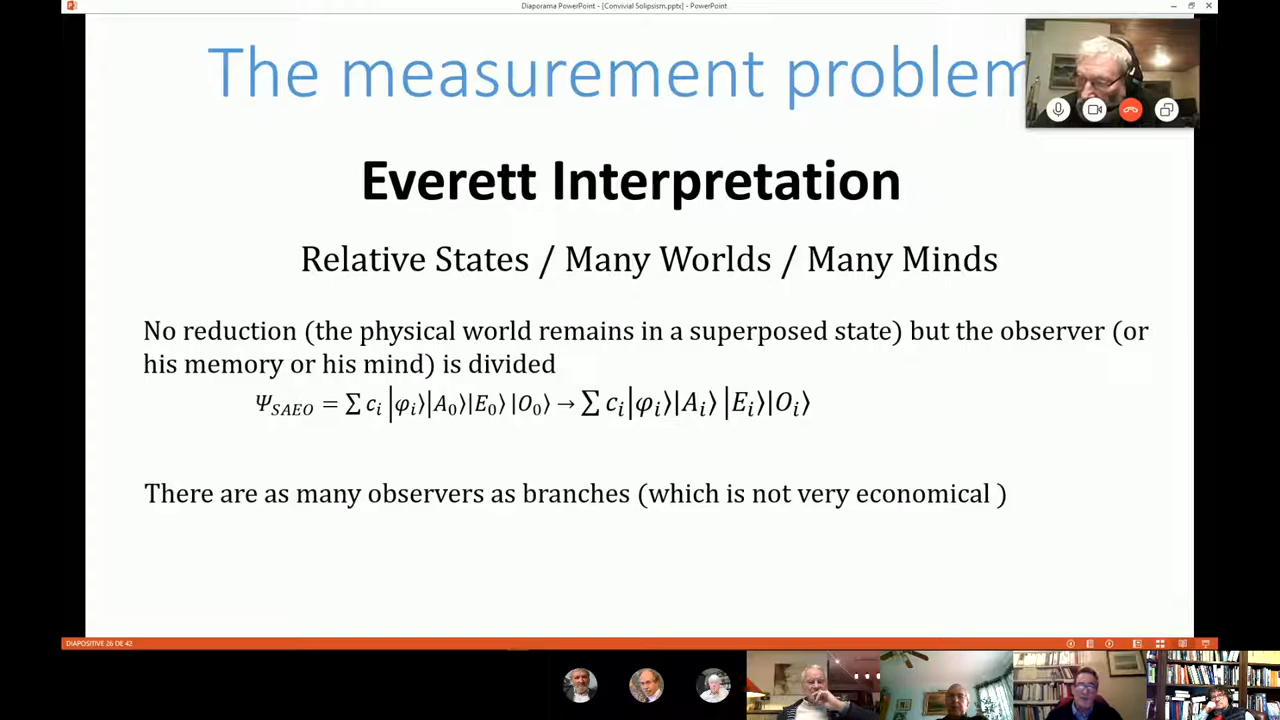 Diaporama PowerPoint - [Convivial Solipsism.pptx] - PowerPoint
The measurement problem
Everett Interpretation
Relative States / Many Worlds / Many Minds
No reduction (the physical world remains in a superposed state) but the observer (or
his memory or his mind) is divided
Ψ_SAEO = ∑ c_i |φ_i⟩|A_0⟩|E_0⟩ |O_0⟩ → ∑ c_i|φ_i⟩|A_i⟩ |E_i⟩|O_i⟩
There are as many observers as branches (which is not very economical )
DIAPOSITIVE 26 DE 42